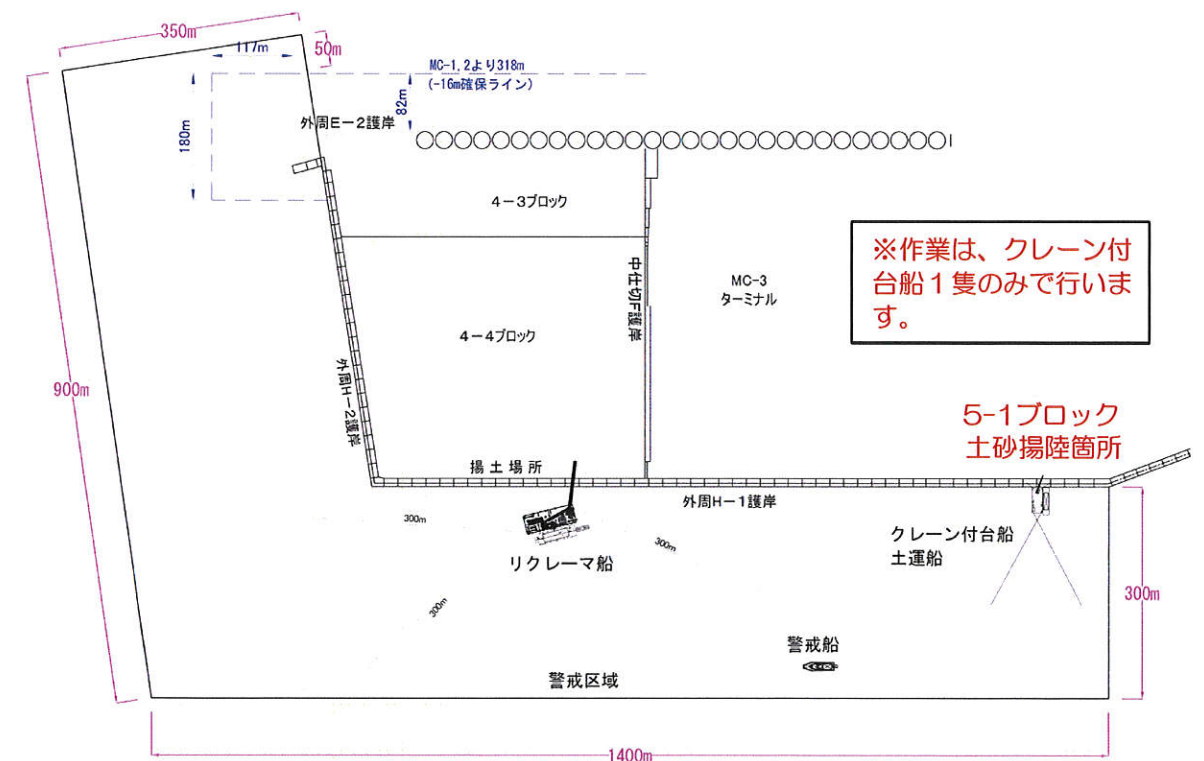 350m
117m
50m
MC-1,2より318m
(-16m確保ライン)
82m
180m
外周E-2護岸
4-3ブロック
※作業は、クレーン付
台船1隻のみで行いま
す。
中仕切F護岸
MC-3
ターミナル
4-4ブロック
外周H-2護岸
900m
5-1ブロック
土砂揚陸箇所
揚土場所
外周H-1護岸
300m
300m
クレーン付台船
土運船
リクレーマ船
300m
300m
警戒船
警戒区域
1400m